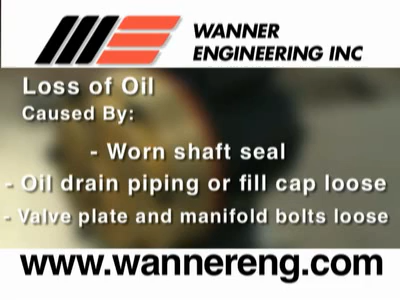 WANNER
ENGINEERING INC
Loss of Oil
Caused By:
- Worn shaft seal
- Oil drain piping or fill cap loose
- Valve plate and manifold bolts loose
www.wannereng.com